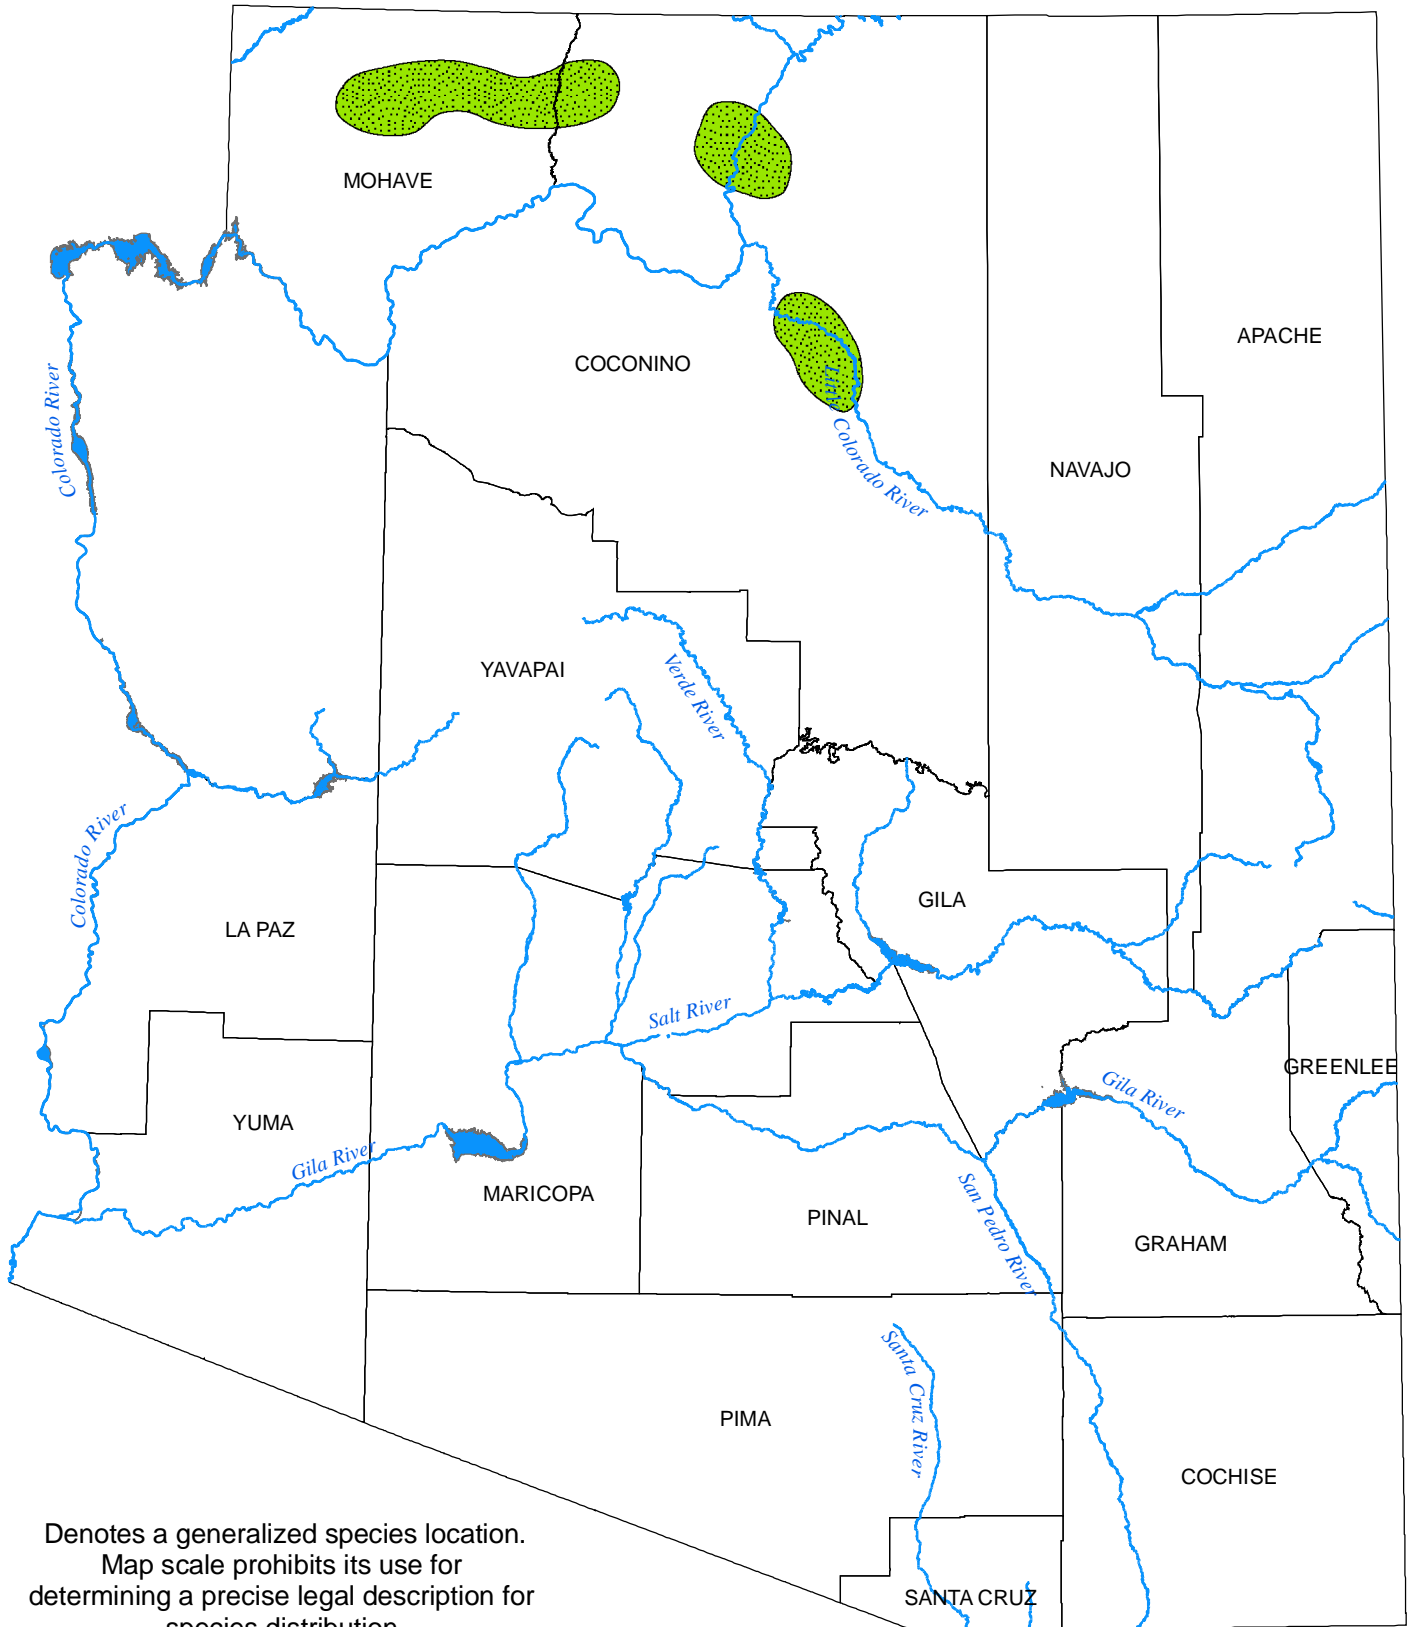 MOHAVE
APACHE
COCONINO
Colorado River
Little Colorado River
NAVAJO
YAVAPAI
Verde River
Colorado River
GILA
LA PAZ
Salt River
GREENLEE
Gila River
YUMA
Gila River
MARICOPA
San Pedro River
PINAL
GRAHAM
Santa Cruz River
PIMA
COCHISE
Denotes a generalized species location.
Map scale prohibits its use for
determining a precise legal description for
species distribution
SANTA CRUZ